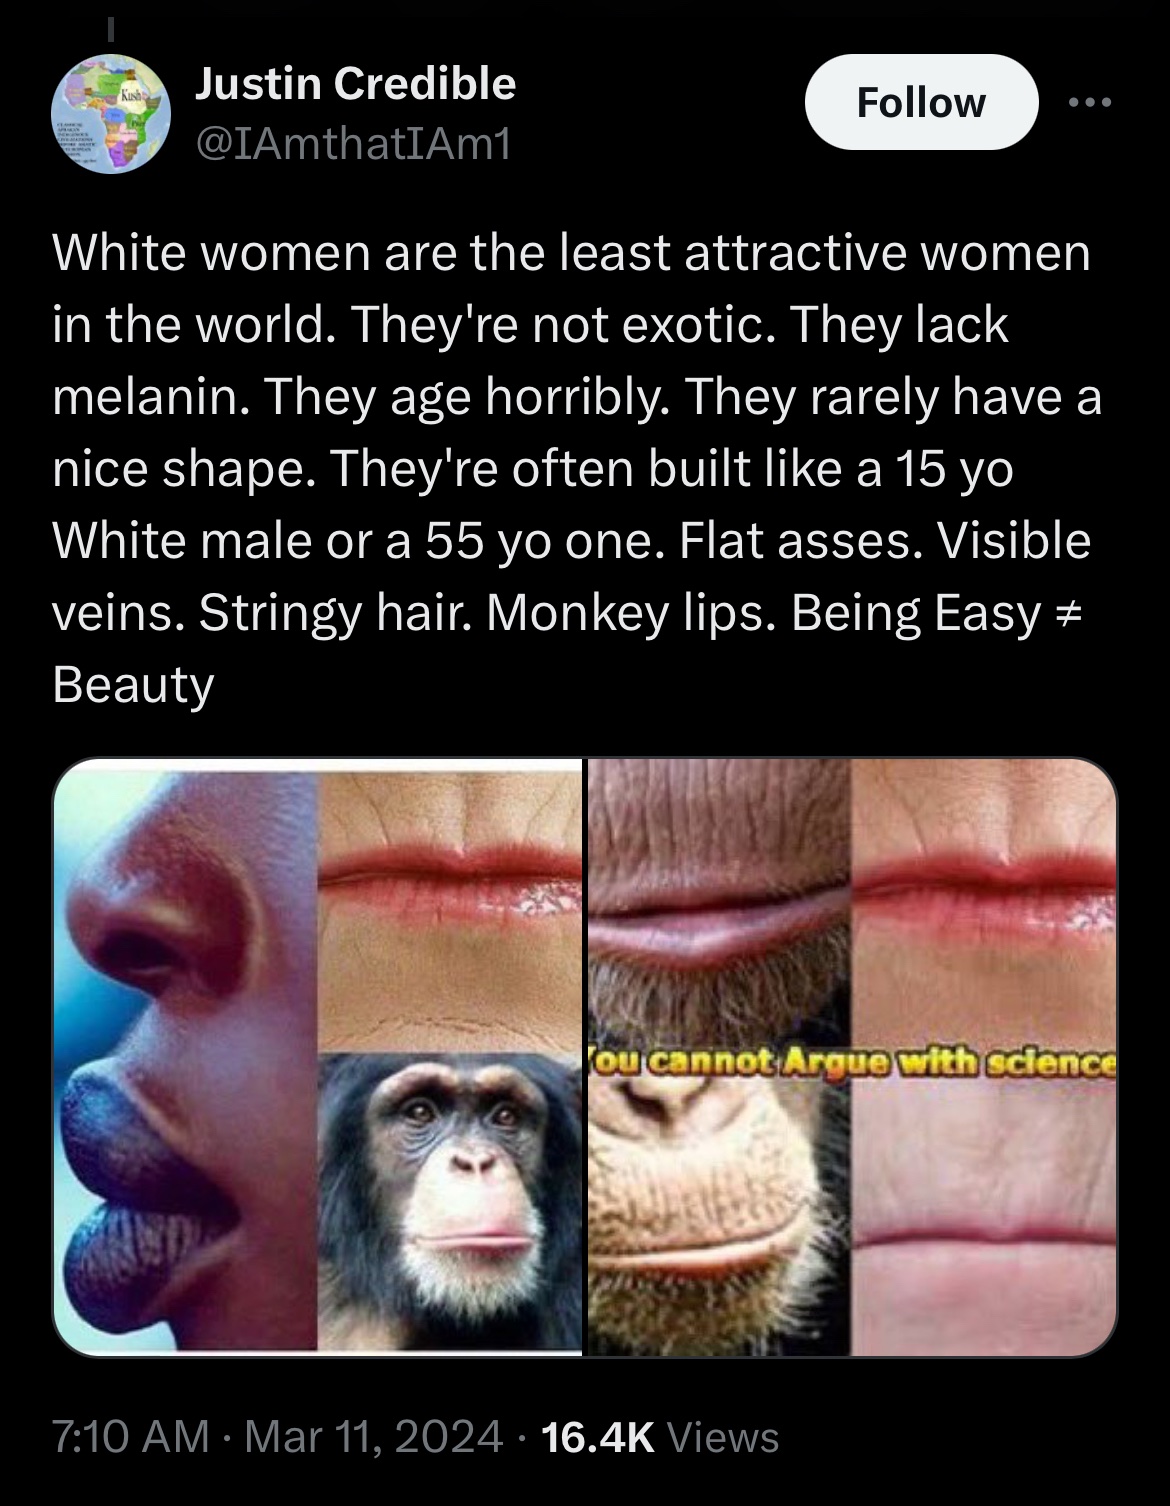 Justin Credible
@IAmthatIAm1
Follow
Kush
White women are the least attractive women
in the world. They're not exotic. They lack
melanin. They age horribly. They rarely have a
nice shape. They're often built like a 15 yo
White male or a 55 yo one. Flat asses. Visible
veins. Stringy hair. Monkey lips. Being Easy ≠
Beauty
You cannot Argue with science
7:10 AM · Mar 11, 2024 · 16.4K Views